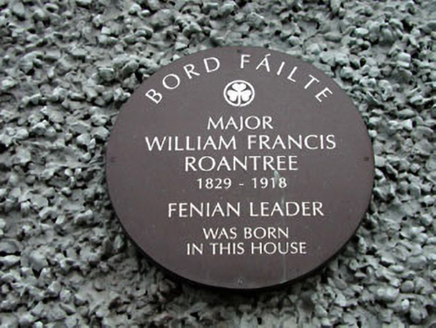 BORD FÁILTE
MAJOR
WILLIAM FRANCIS
ROANTREE
1829 - 1918
FENIAN LEADER
WAS BORN
IN THIS HOUSE